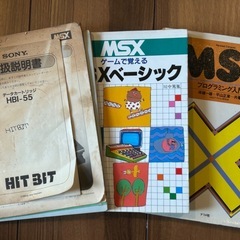 SONY
MSX
扱説明書
データカートリッジ
HBI-55
HITBIT
HIT BIT
MSX
ゲームで覚える
Xベーシック
MS
プログラミング入門